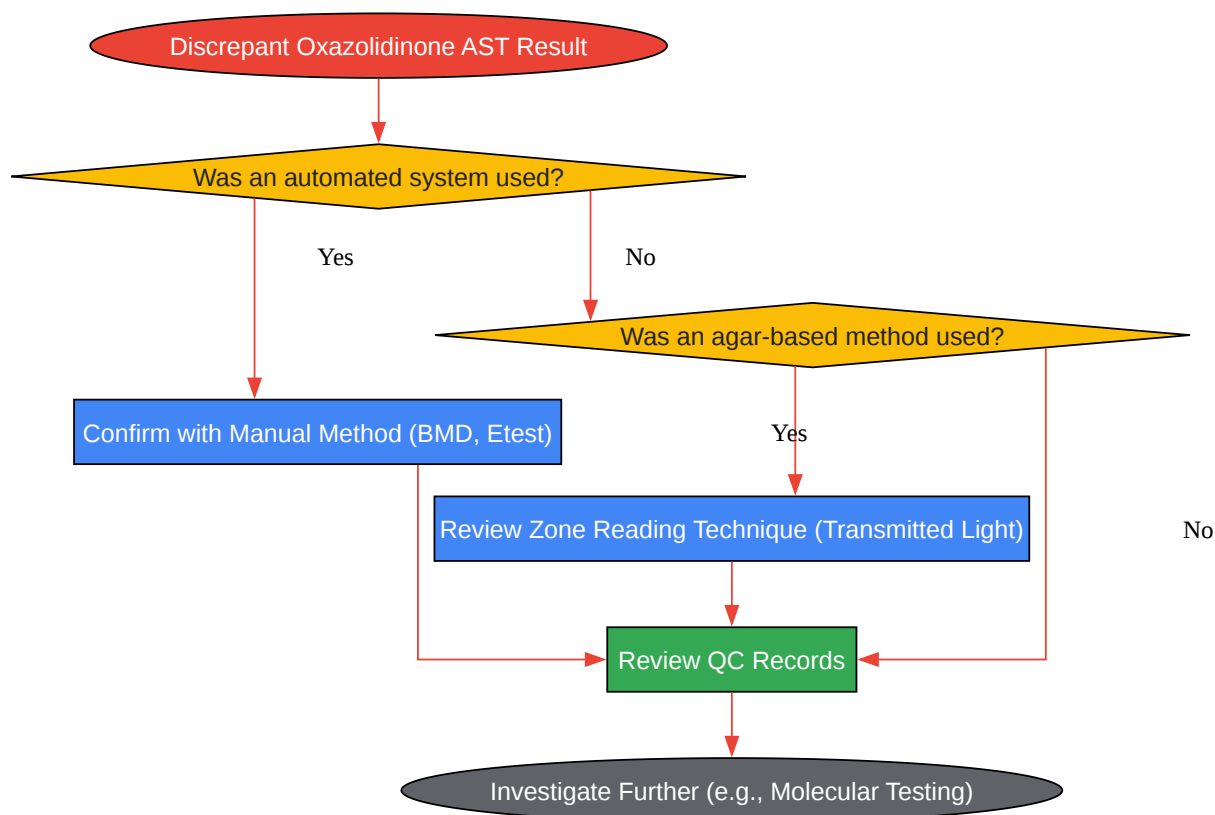 Discrepant Oxazolidinone AST Result
Was an automated system used?
Yes
No
Was an agar-based method used?
Confirm with Manual Method (BMD, Etest)
Yes
Review Zone Reading Technique (Transmitted Light)
No
Review QC Records
Investigate Further (e.g., Molecular Testing)